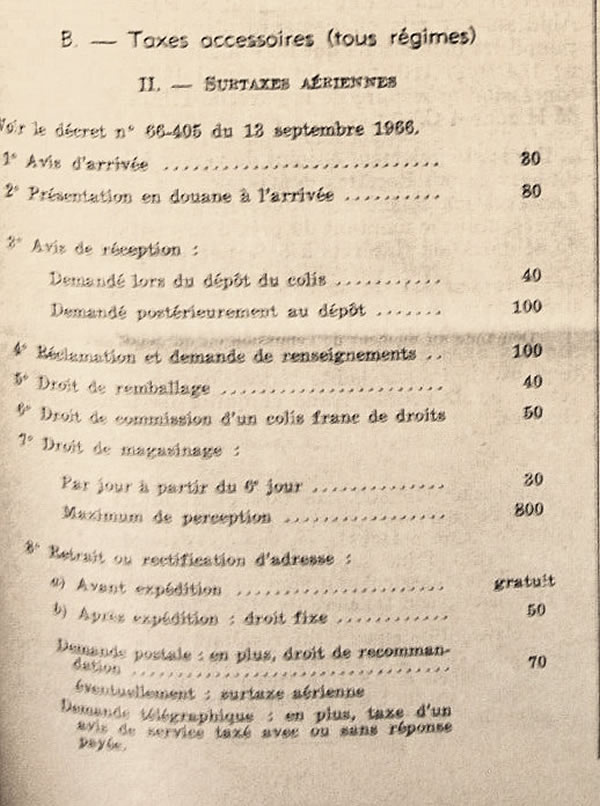 B. — Taxes accessoires (tous régimes)
II. — SURTAXES AÉRIENNES
Voir le décret n° 66-405 du 13 septembre 1966.
1° Avis d'arrivée .......................... 30
2° Présentation en douane à l'arrivée .......... 80
3° Avis de réception :
Demandé lors du dépôt du colis ........... 40
Demandé postérieurement au dépôt ....... 100
4° Réclamation et demande de renseignements .. 100
5° Droit de remballage ....................... 40
6° Droit de commission d'un colis franc de droits 50
7° Droit de magasinage :
Par jour à partir du 6e jour .............. 30
Maximum de perception ................. 800
8° Retrait ou rectification d'adresse :
a) Avant expédition ..................... gratuit
b) Après expédition : droit fixe ........... 50
Demande postale : en plus, droit de recomman-
dation ................................. 70
éventuellement : surtaxe aérienne
Demande télégraphique : en plus, taxe d'un
avis de service taxé avec ou sans réponse
payée.